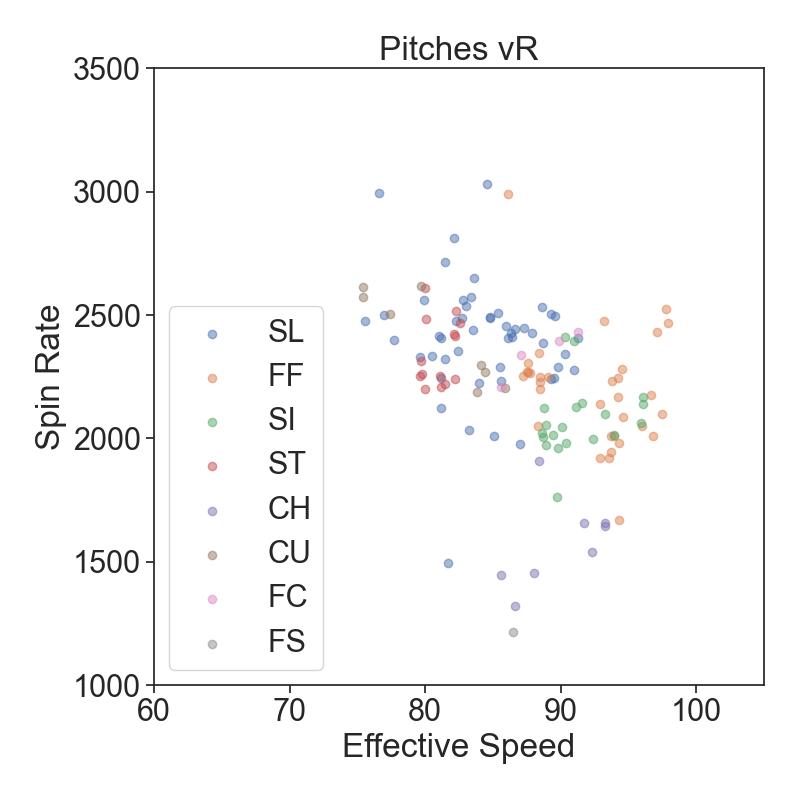 Pitches vR
3500
3000
2500
2000
1500
1000
Spin Rate
SL
FF
SI
ST
CH
CU
FC
FS
60 70 80 90 100
Effective Speed